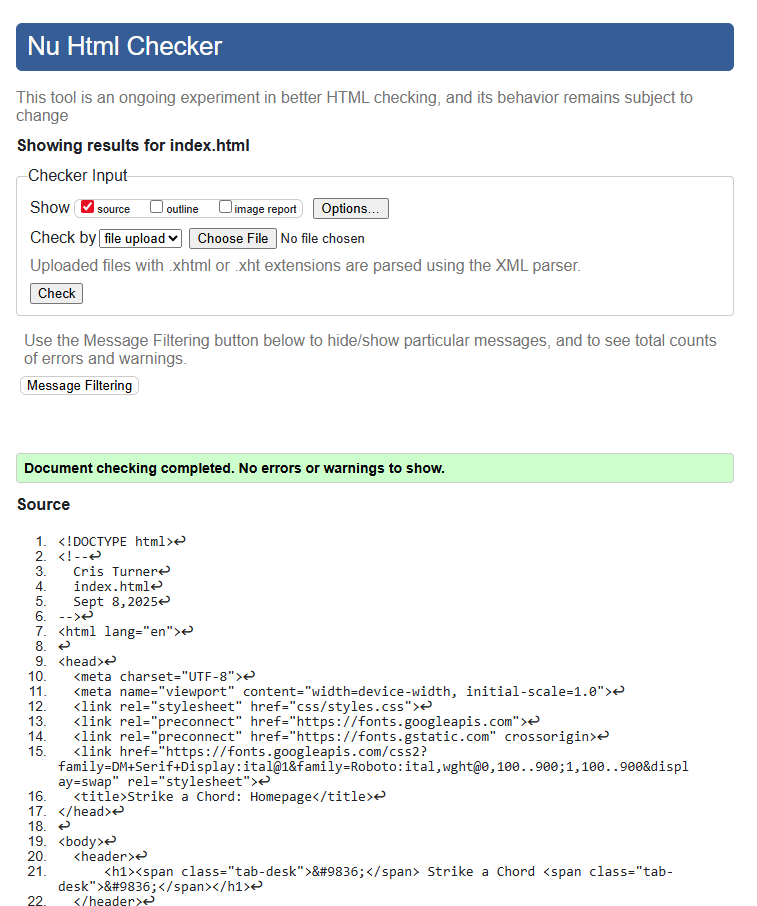 Nu Html Checker
This tool is an ongoing experiment in better HTML checking, and its behavior remains subject to
change
Showing results for index.html
Checker Input
Show source outline image report Options...
Check by file upload Choose File No file chosen
Uploaded files with .xhtml or .xht extensions are parsed using the XML parser.
Check
Use the Message Filtering button below to hide/show particular messages, and to see total counts
of errors and warnings.
Message Filtering
Document checking completed. No errors or warnings to show.
Source
1. <!DOCTYPE html>↩
2. <!--↩
3.   Cris Turner↩
4.   index.html↩
5.   Sept 8,2025↩
6. -->↩
7. <html lang="en">↩
8. ↩
9. <head>↩
10.   <meta charset="UTF-8">↩
11.   <meta name="viewport" content="width=device-width, initial-scale=1.0">↩
12.   <link rel="stylesheet" href="css/styles.css">↩
13.   <link rel="preconnect" href="https://fonts.googleapis.com">↩
14.   <link rel="preconnect" href="https://fonts.gstatic.com" crossorigin>↩
15.   <link href="https://fonts.googleapis.com/css2?
family=DM+Serif+Display:ital@1&family=Roboto:ital,wght@0,100..900;1,100..900&displ
ay=swap" rel="stylesheet">↩
16.   <title>Strike a Chord: Homepage</title>↩
17. </head>↩
18. ↩
19. <body>↩
20.   <header>↩
21.       <h1><span class="tab-desk">&#9836;</span> Strike a Chord <span class="tab-
desk">&#9836;</span></h1>↩
22.   </header>↩